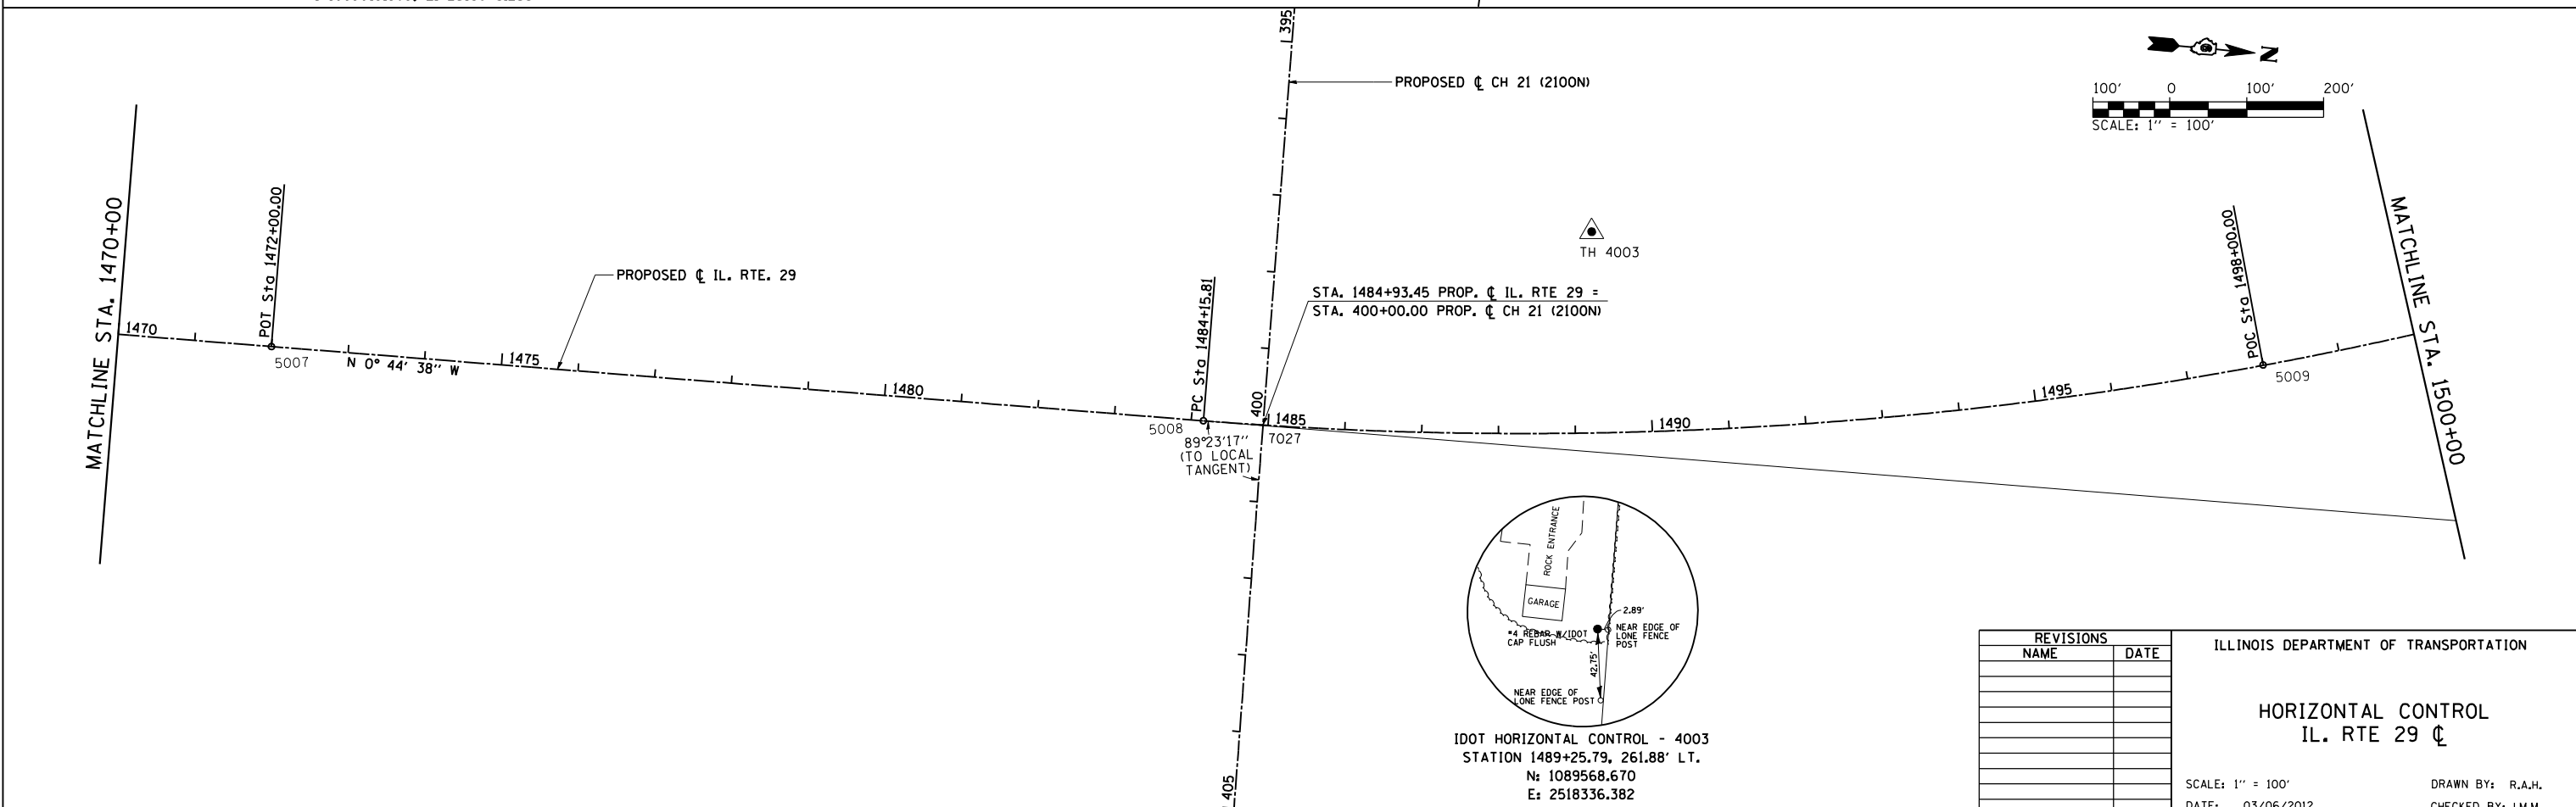 395
PROPOSED ℄ CH 21 (2100N)
N
100' 0 100' 200'
SCALE: 1'' = 100'
MATCHLINE STA. 1470+00
POT Sta 1472+00.00
PROPOSED ℄ IL. RTE. 29
PC Sta 1484+15.81
TH 4003
STA. 1484+93.45 PROP. ℄ IL. RTE 29 =
STA. 400+00.00 PROP. ℄ CH 21 (2100N)
POC Sta 1498+00.00
MATCHLINE STA. 1500+00
1470
5007
N 0° 44' 38'' W
1475
1480
5008
400
1485
7027
89°23'17''
(TO LOCAL
TANGENT)
1490
1495
5009
ROCK ENTRANCE
GARAGE
2.89'
#4 REBAR W/IDOT
CAP FLUSH
NEAR EDGE OF
LONE FENCE
POST
42.75'
NEAR EDGE OF
LONE FENCE POST
IDOT HORIZONTAL CONTROL - 4003
STATION 1489+25.79, 261.88' LT.
N: 1089568.670
E: 2518336.382
405
REVISIONS
NAME DATE
ILLINOIS DEPARTMENT OF TRANSPORTATION
HORIZONTAL CONTROL
IL. RTE 29 ℄
SCALE: 1'' = 100'
DRAWN BY: R.A.H.
DATE: 03/06/2012
CHECKED BY: J.M.M.